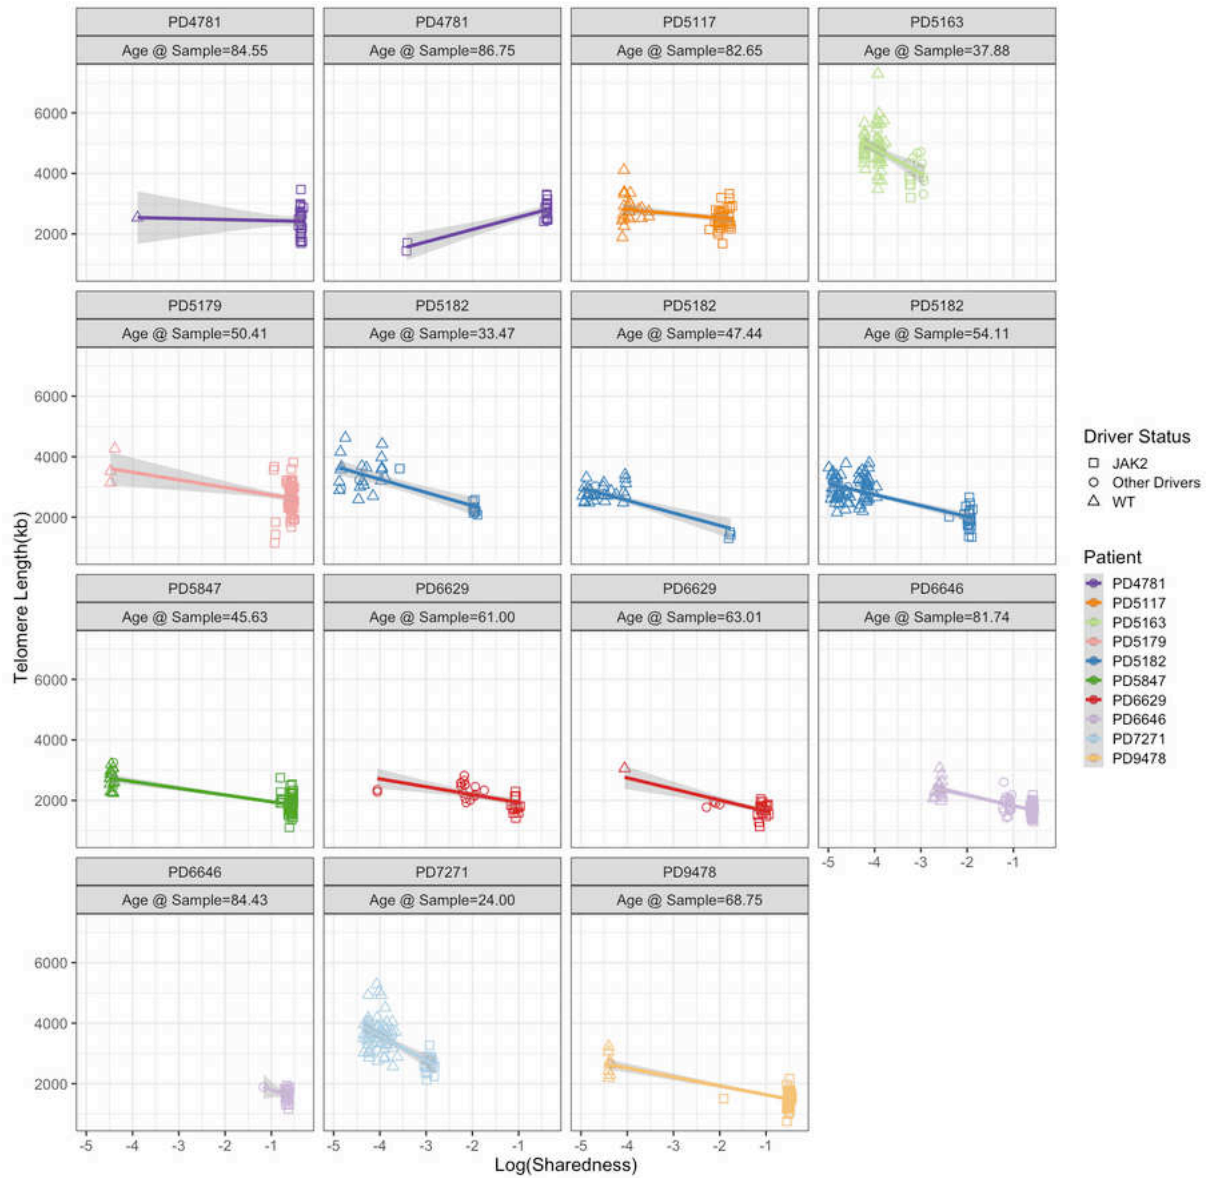 PD4781 PD4781 PD5117 PD5163
Age @ Sample=84.55 Age @ Sample=86.75 Age @ Sample=82.65 Age @ Sample=37.88
6000
4000
2000
PD5179 PD5182 PD5182 PD5182
Age @ Sample=50.41 Age @ Sample=33.47 Age @ Sample=47.44 Age @ Sample=54.11
6000
4000
2000
PD5847 PD6629 PD6629 PD6646
Age @ Sample=45.63 Age @ Sample=61.00 Age @ Sample=63.01 Age @ Sample=81.74
6000
4000
2000
-5 -4 -3 -2 -1
PD6646 PD7271 PD9478
Age @ Sample=84.43 Age @ Sample=24.00 Age @ Sample=68.75
6000
4000
2000
-5 -4 -3 -2 -1 -5 -4 -3 -2 -1 -5 -4 -3 -2 -1
Log(Sharedness)
Telomere Length(kb)
Driver Status
JAK2
Other Drivers
WT
Patient
PD4781
PD5117
PD5163
PD5179
PD5182
PD5847
PD6629
PD6646
PD7271
PD9478